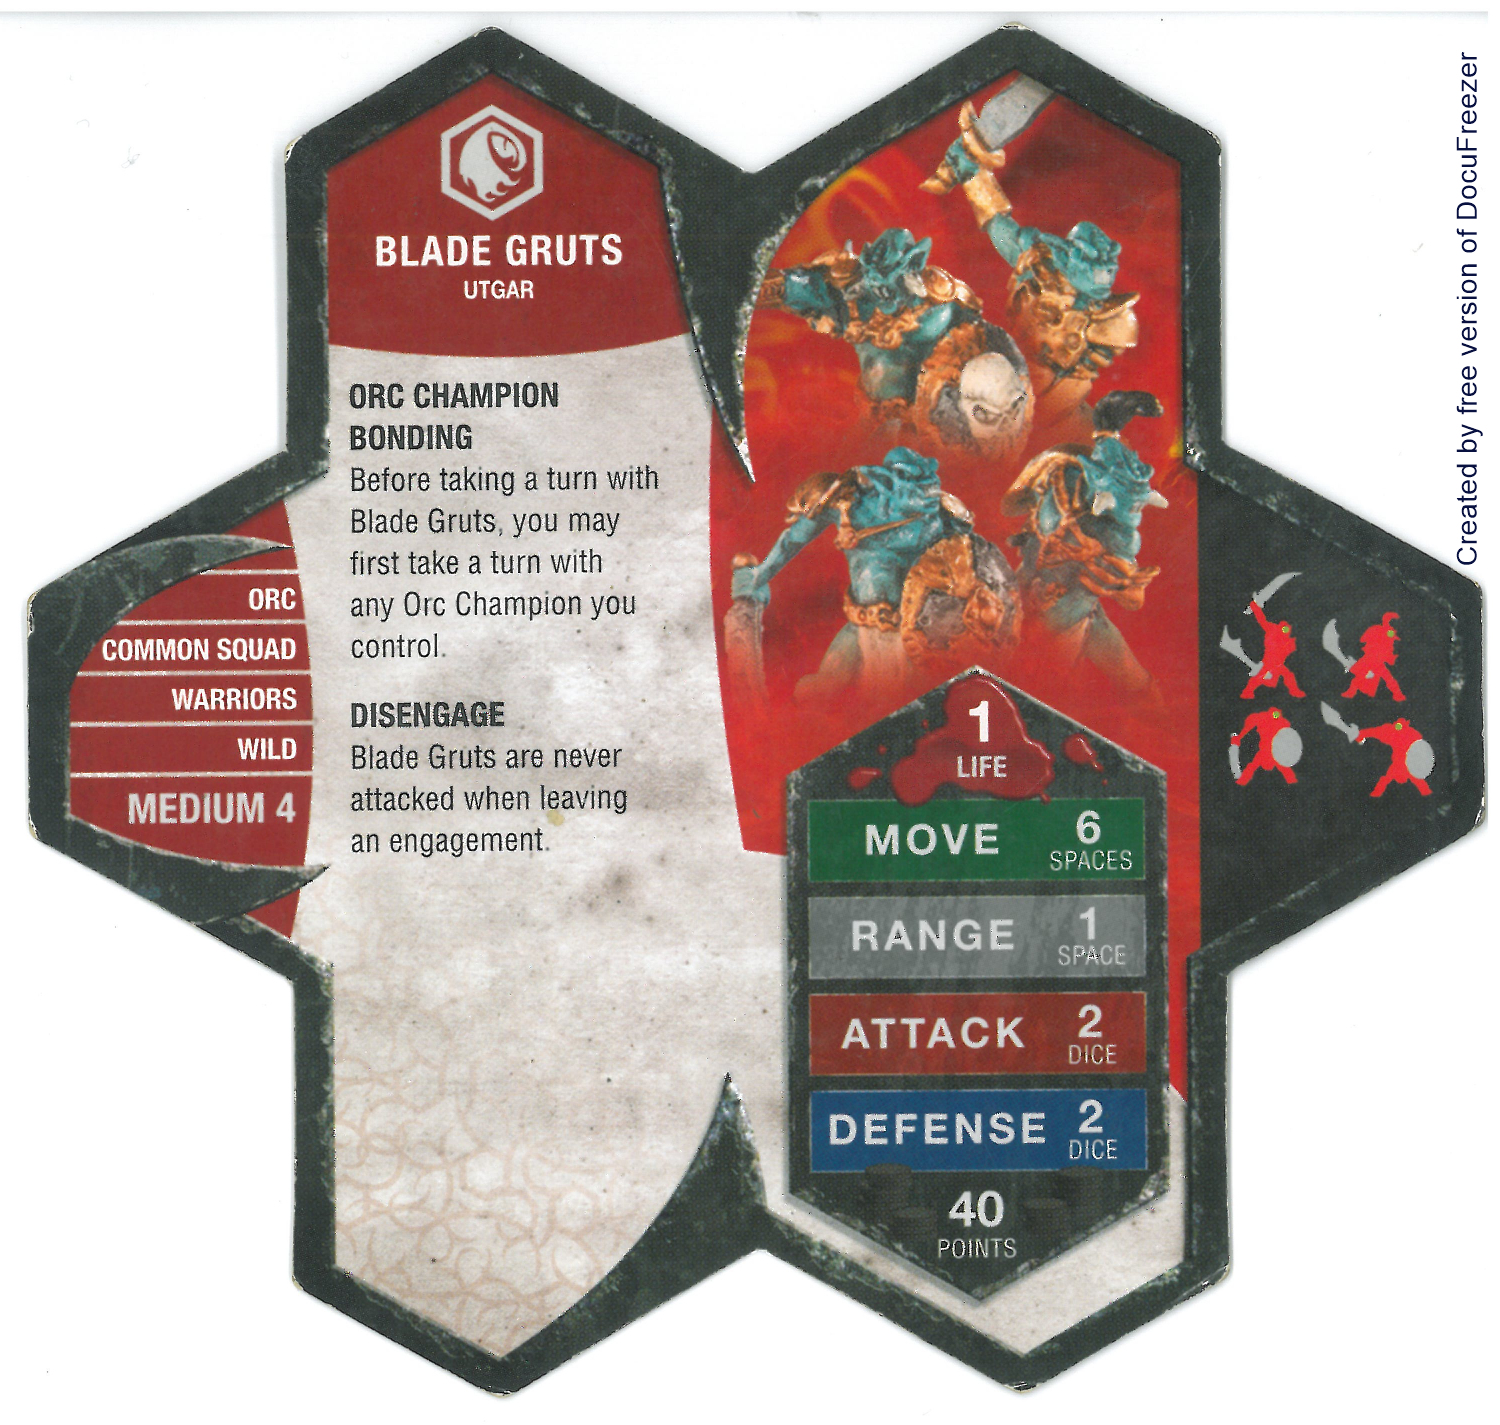 BLADE GRUTS
UTGAR
ORC CHAMPION
BONDING
Before taking a turn with
Blade Gruts, you may
first take a turn with
any Orc Champion you
control.
DISENGAGE
Blade Gruts are never
attacked when leaving
an engagement.
ORC
COMMON SQUAD
WARRIORS
WILD
MEDIUM 4
1
LIFE
MOVE 6
SPACES
RANGE 1
SPACE
ATTACK 2
DICE
DEFENSE 2
DICE
40
POINTS
Created by free version of DocuFreezer